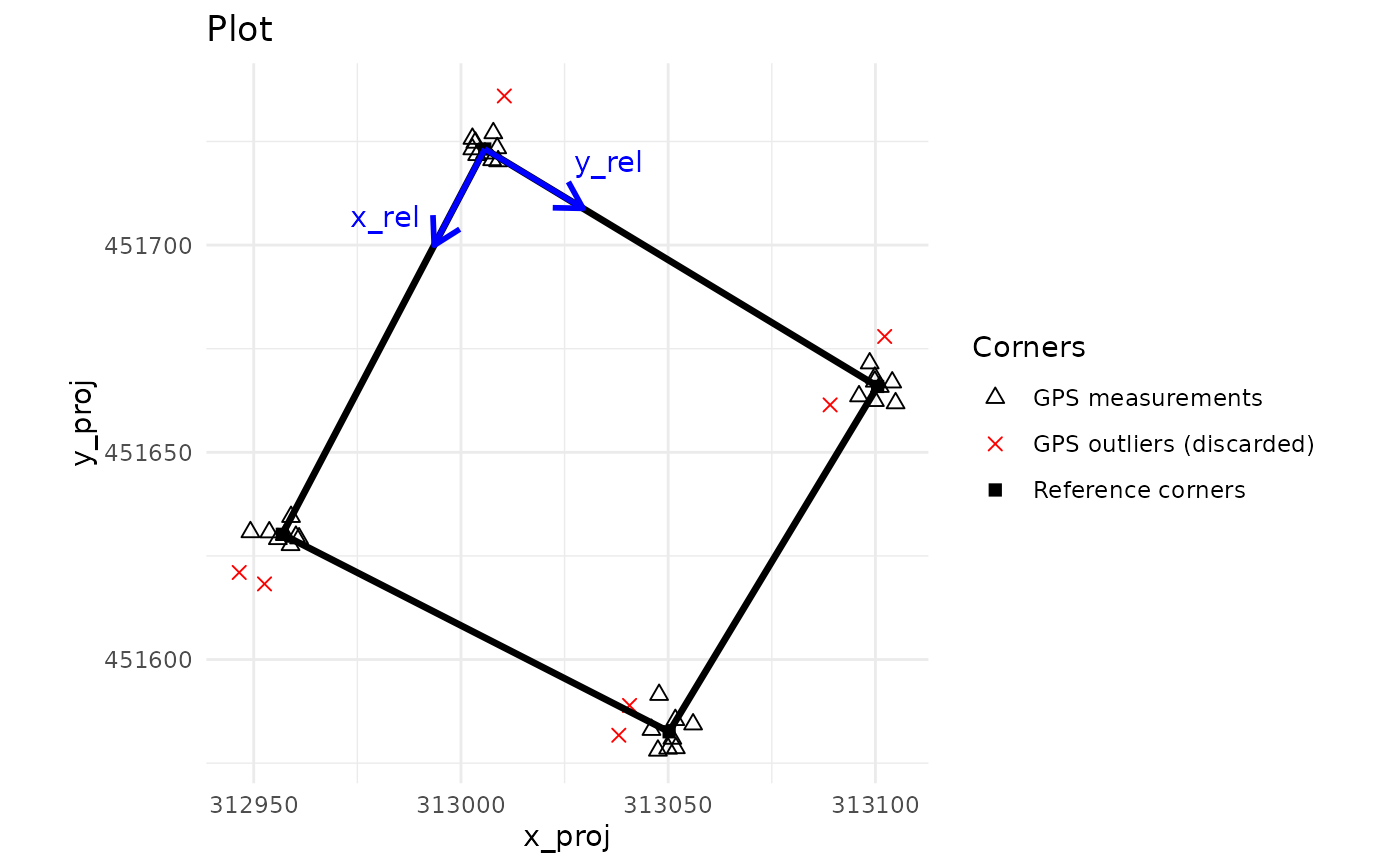 Plot
y_rel
x_rel
451700
451650
451600
y_proj
312950
313000
313050
313100
x_proj
Corners
GPS measurements
GPS outliers (discarded)
Reference corners